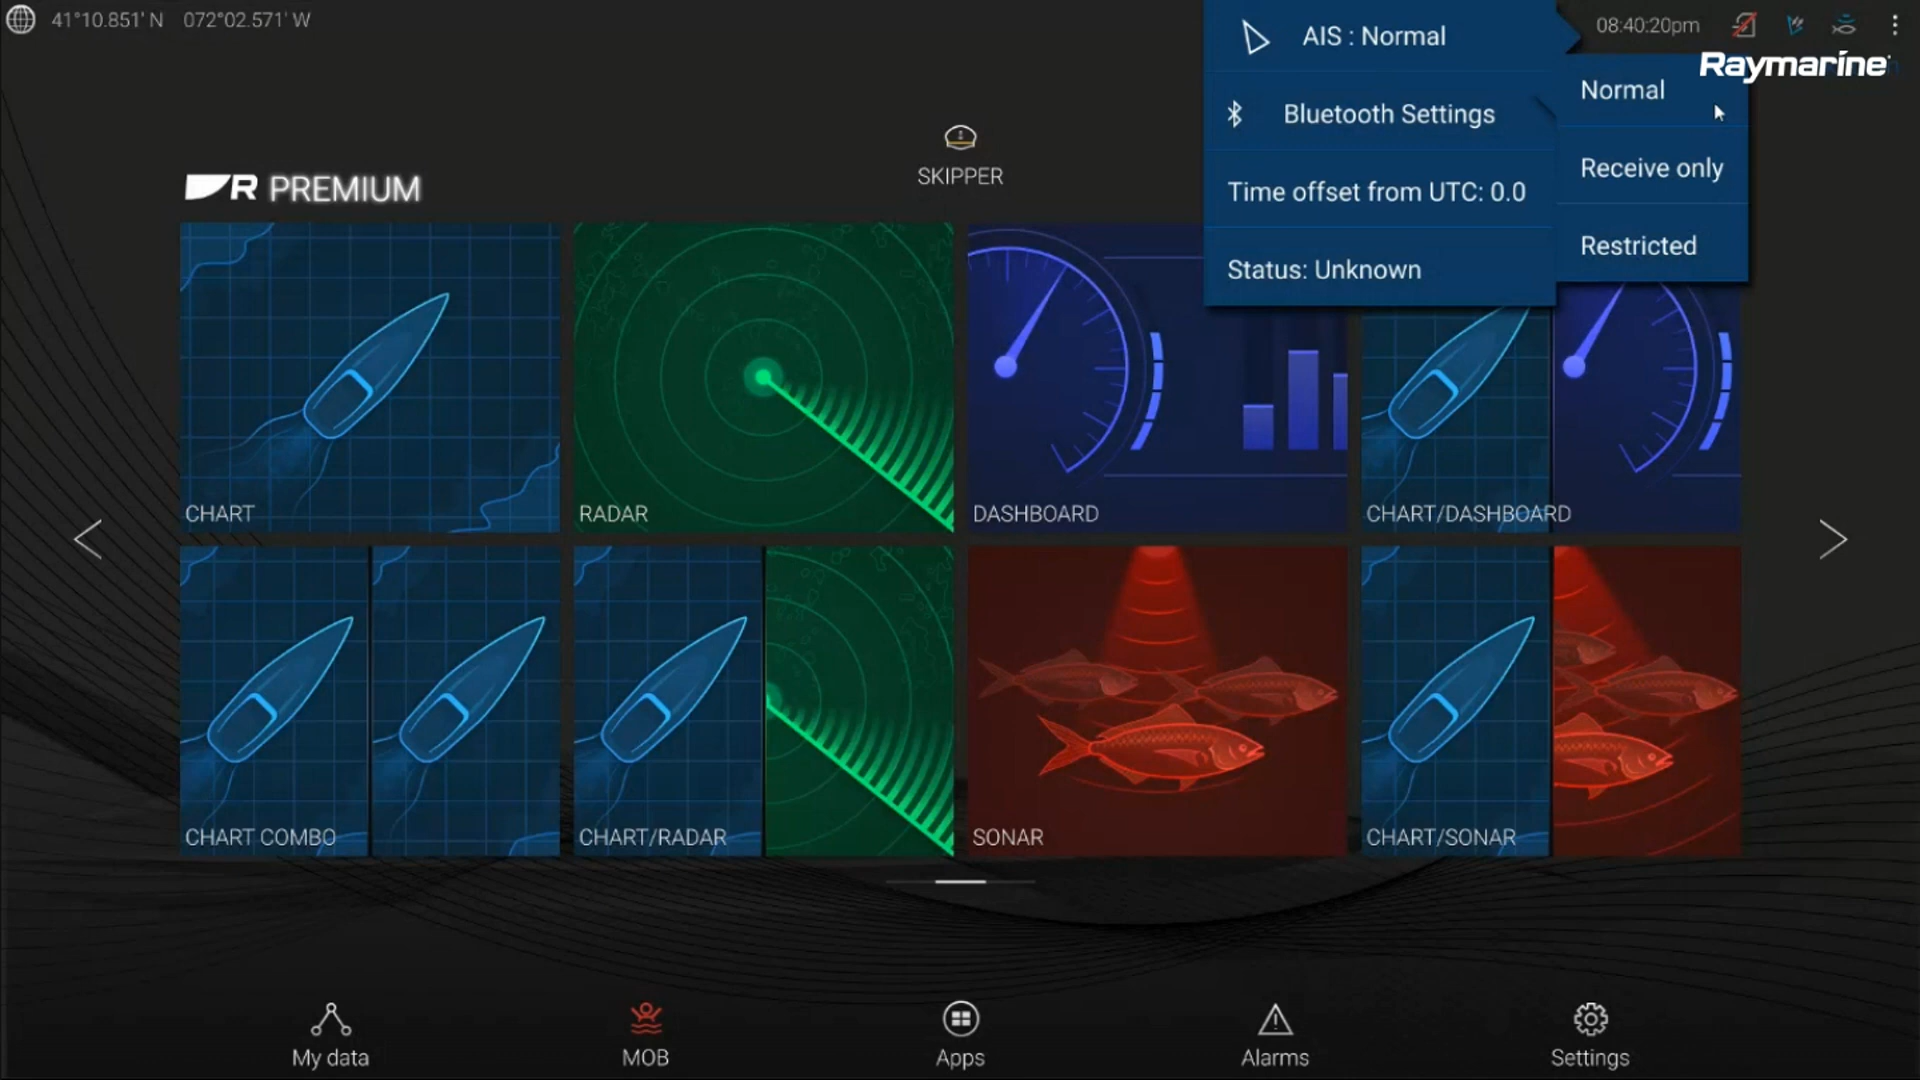 41°10.851' N 072°02.571' W
08:40:20pm
Raymarine
AIS : Normal
Bluetooth Settings
Time offset from UTC: 0.0
Status: Unknown
Normal
Receive only
Restricted
SKIPPER
R PREMIUM
CHART
RADAR
DASHBOARD
CHART/DASHBOARD
CHART COMBO
CHART/RADAR
SONAR
CHART/SONAR
My data
MOB
Apps
Alarms
Settings